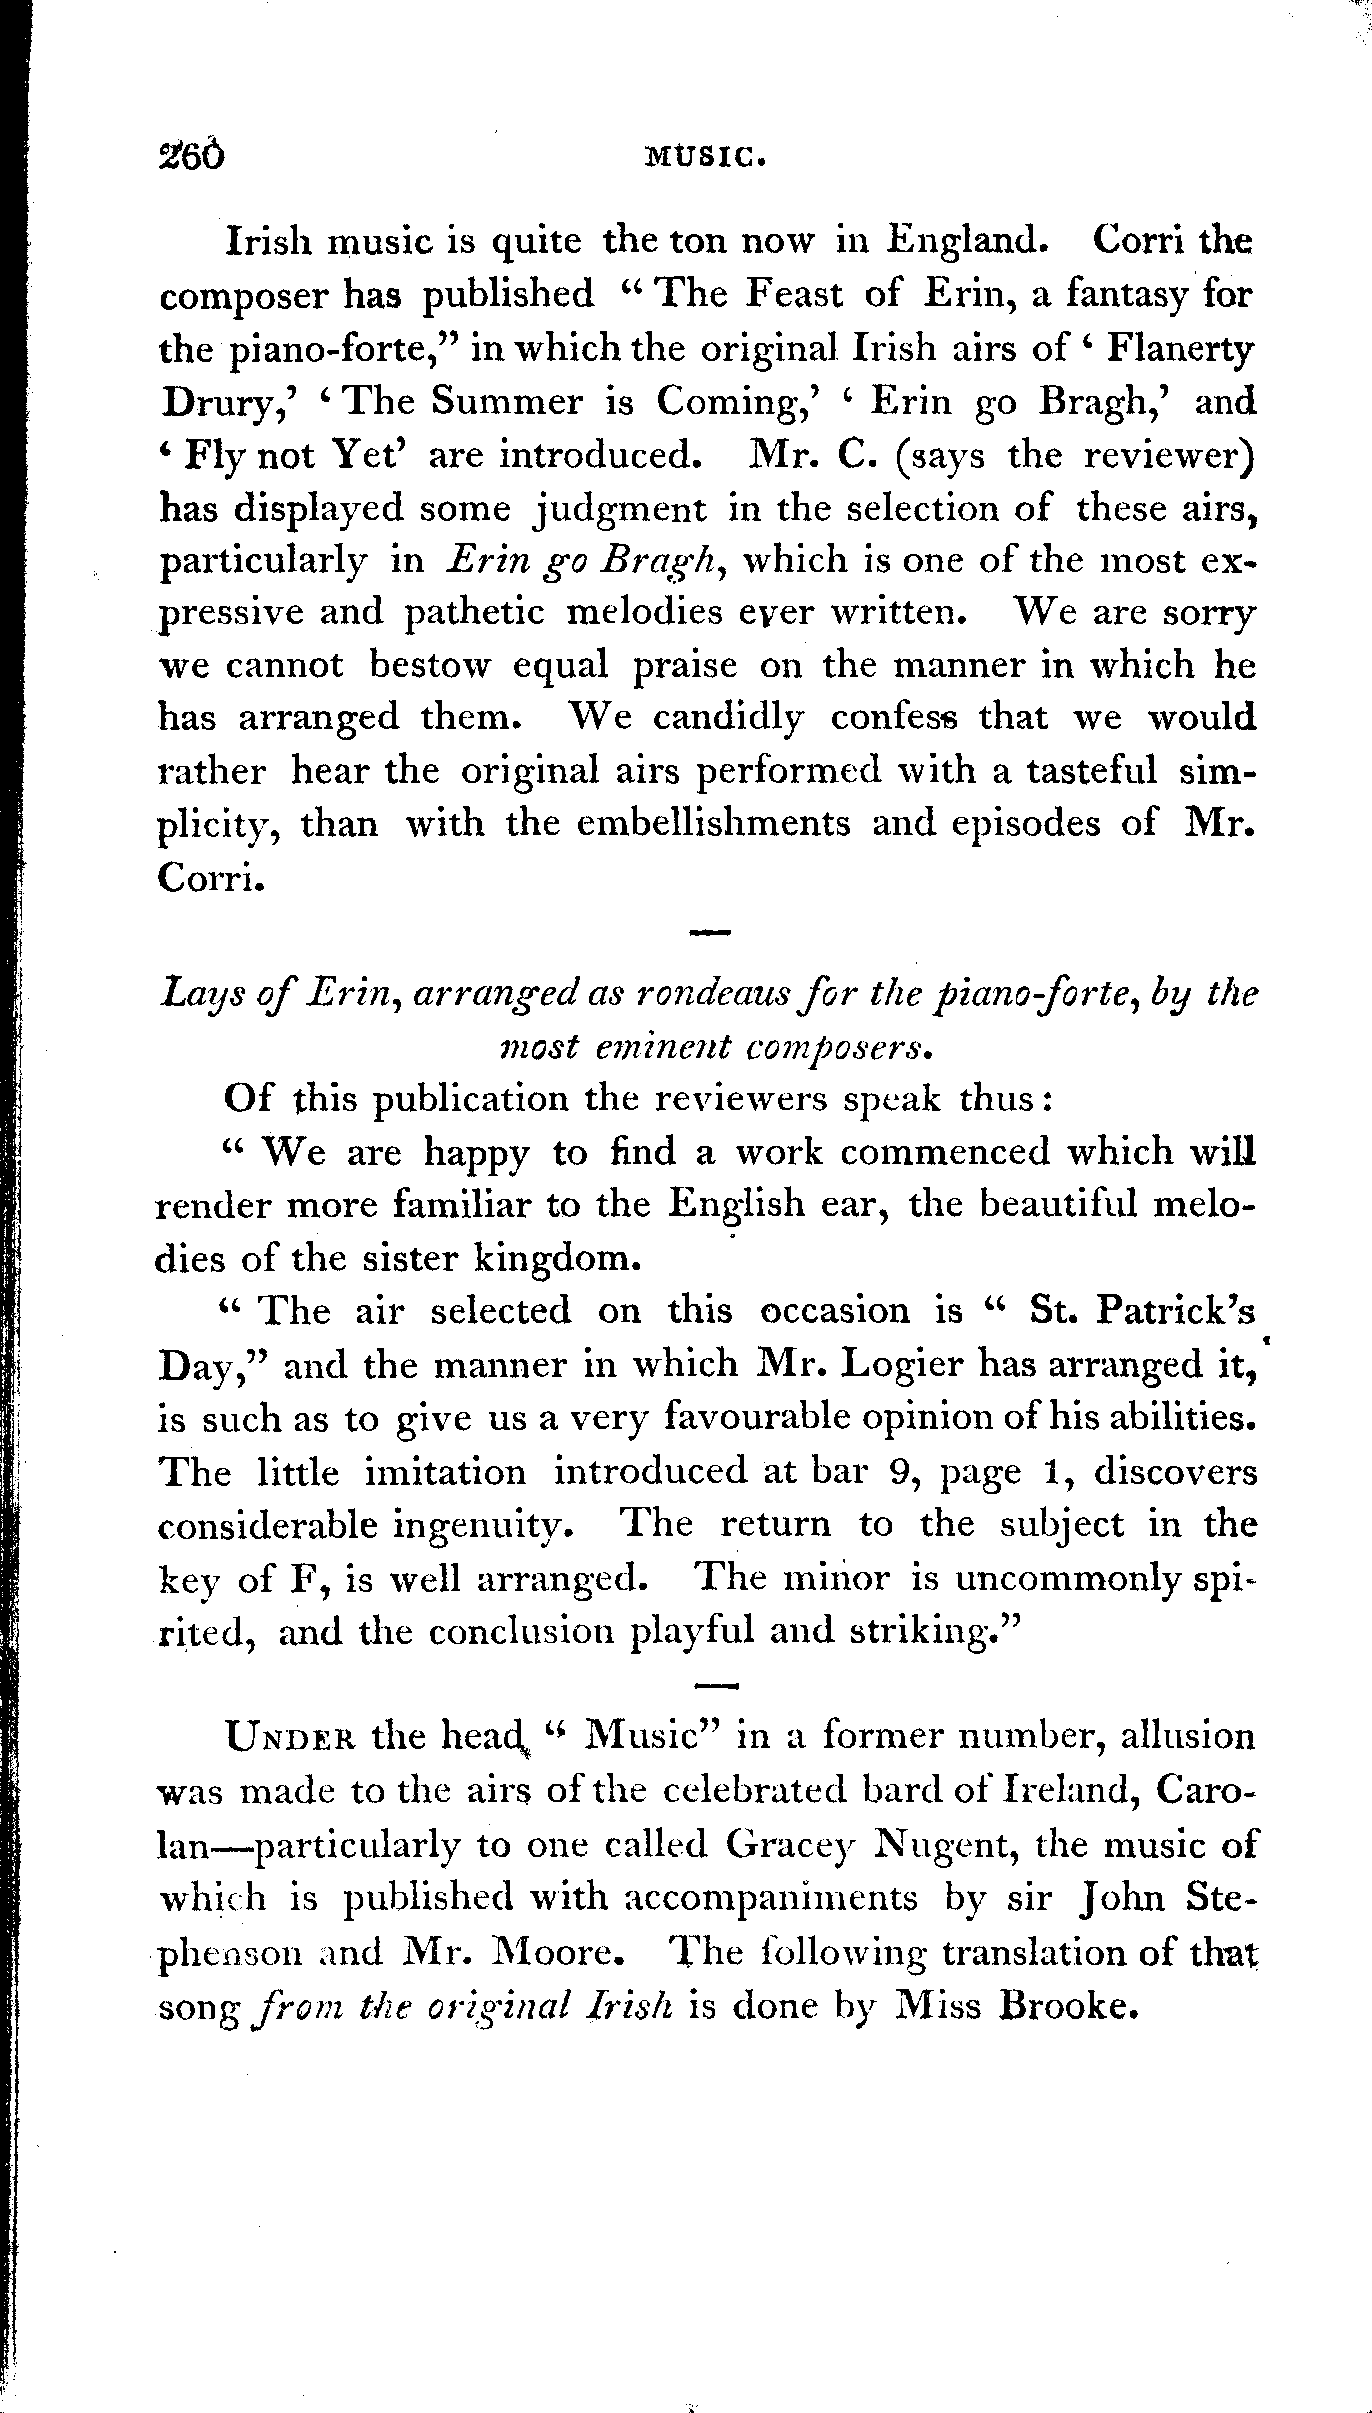 260 MUSIC.
Irish music is quite the ton now in England. Corri the
composer has published “ The Feast of Erin, a fantasy for
the piano-forte,” in which the original Irish airs of ‘ Flanerty
Drury,’ ‘ The Summer is Coming,’ ‘ Erin go Bragh,’ and
‘ Fly not Yet’ are introduced. Mr. C. (says the reviewer)
has displayed some judgment in the selection of these airs,
particularly in Erin go Bragh, which is one of the most ex-
pressive and pathetic melodies ever written. We are sorry
we cannot bestow equal praise on the manner in which he
has arranged them. We candidly confess that we would
rather hear the original airs performed with a tasteful sim-
plicity, than with the embellishments and episodes of Mr.
Corri.
—
Lays of Erin, arranged as rondeaus for the piano-forte, by the
most eminent composers.
Of this publication the reviewers speak thus :
“ We are happy to find a work commenced which will
render more familiar to the English ear, the beautiful melo-
dies of the sister kingdom.
“ The air selected on this occasion is “ St. Patrick’s
Day,” and the manner in which Mr. Logier has arranged it,
is such as to give us a very favourable opinion of his abilities.
The little imitation introduced at bar 9, page 1, discovers
considerable ingenuity. The return to the subject in the
key of F, is well arranged. The minor is uncommonly spi-
rited, and the conclusion playful and striking.”
—
UNDER the head, “ Music” in a former number, allusion
was made to the airs of the celebrated bard of Ireland, Caro-
lan—particularly to one called Gracey Nugent, the music of
which is published with accompaniments by sir John Ste-
phenson and Mr. Moore. The following translation of that
song from the original Irish is done by Miss Brooke.